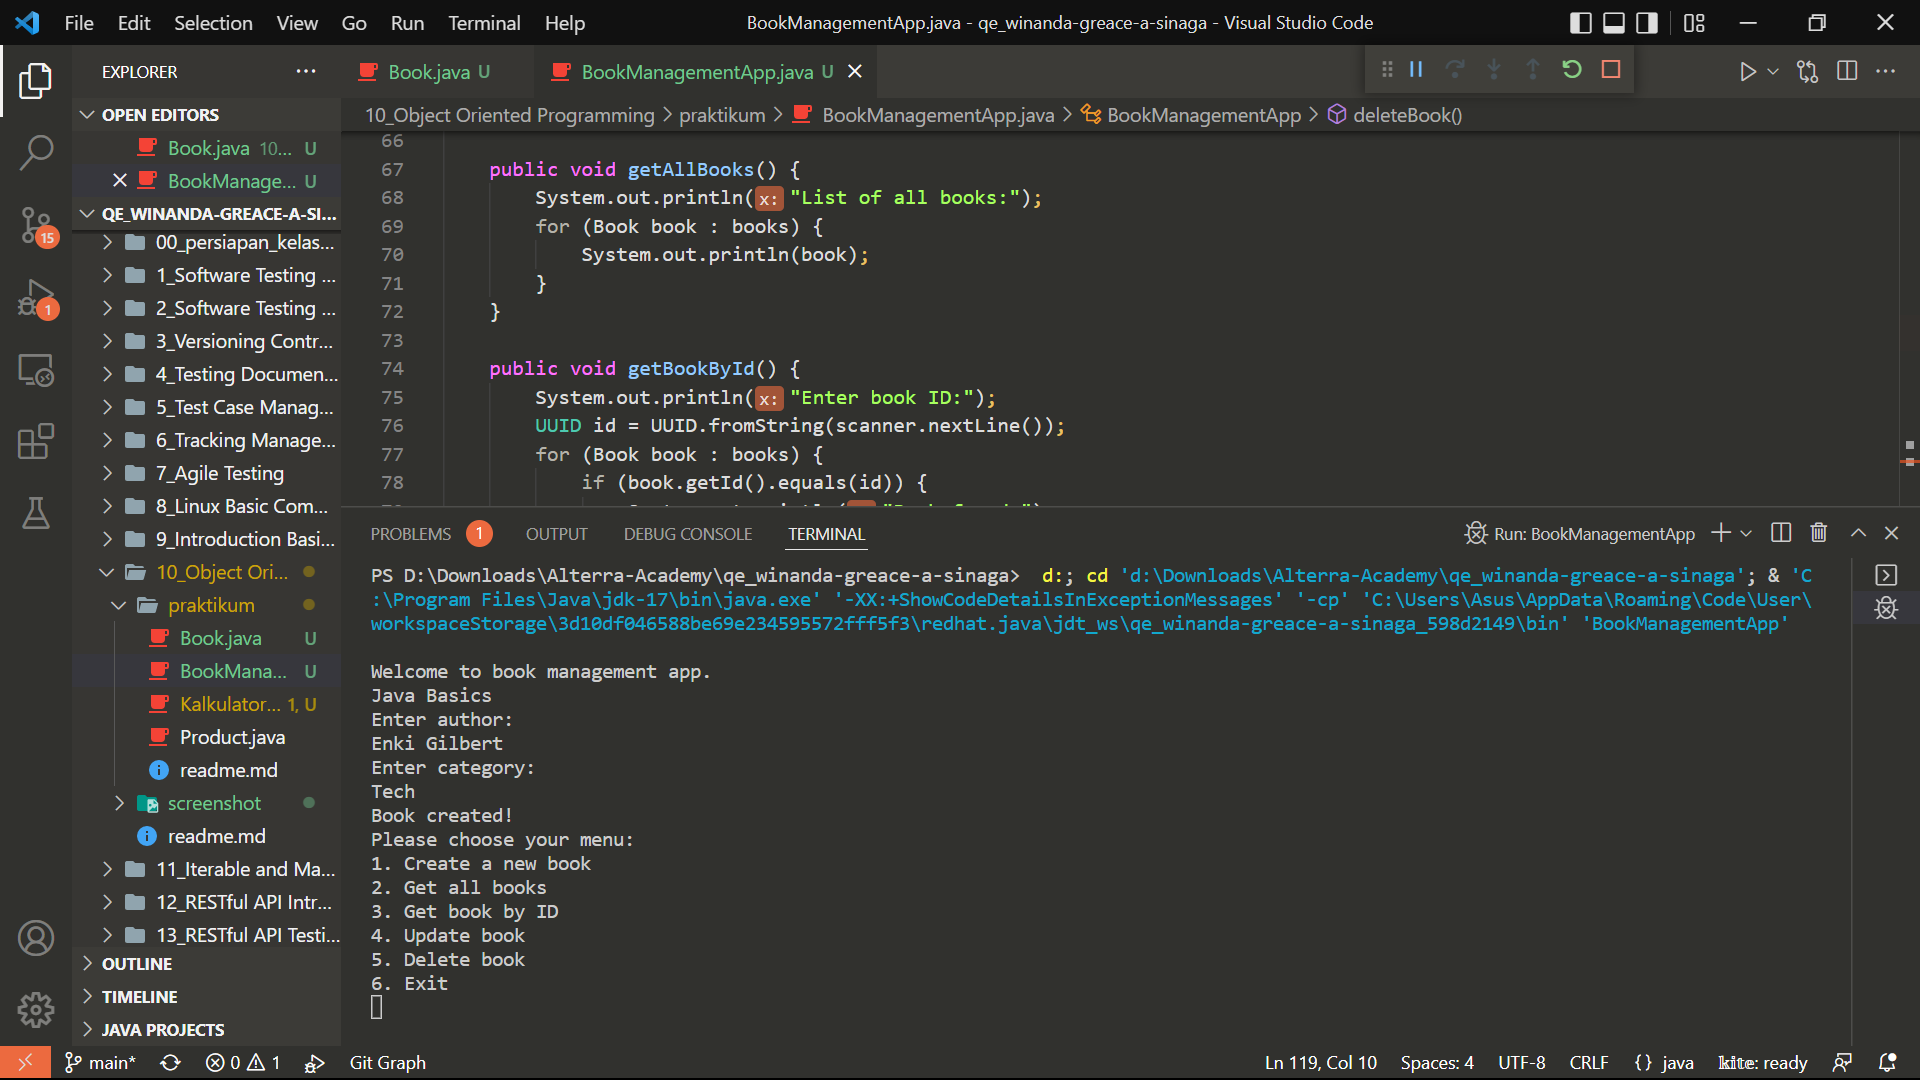 File Edit Selection View Go Run Terminal Help
BookManagementApp.java - qe_winanda-greace-a-sinaga - Visual Studio Code
EXPLORER
OPEN EDITORS
Book.java 10... U
BookManage... U
QE_WINANDA-GREACE-A-SI...
00_persiapan_kelas...
1_Software Testing ...
2_Software Testing ...
3_Versioning Contr...
4_Testing Documen...
5_Test Case Manag...
6_Tracking Manage...
7_Agile Testing
8_Linux Basic Com...
9_Introduction Basi...
10_Object Ori...
praktikum
Book.java U
BookMana... U
Kalkulator... 1, U
Product.java
readme.md
screenshot
readme.md
11_Iterable and Ma...
12_RESTful API Intr...
13_RESTful API Testi...
OUTLINE
TIMELINE
JAVA PROJECTS
15
1
Book.java U
BookManagementApp.java U
10_Object Oriented Programming > praktikum > BookManagementApp.java > BookManagementApp > deleteBook()
66
67 public void getAllBooks() {
68 System.out.println(x: "List of all books:");
69 for (Book book : books) {
70 System.out.println(book);
71 }
72 }
73
74 public void getBookById() {
75 System.out.println(x: "Enter book ID:");
76 UUID id = UUID.fromString(scanner.nextLine());
77 for (Book book : books) {
78 if (book.getId().equals(id)) {
PROBLEMS 1 OUTPUT DEBUG CONSOLE TERMINAL
Run: BookManagementApp
PS D:\Downloads\Alterra-Academy\qe_winanda-greace-a-sinaga>  d:; cd 'd:\Downloads\Alterra-Academy\qe_winanda-greace-a-sinaga'; & 'C
:\Program Files\Java\jdk-17\bin\java.exe' '-XX:+ShowCodeDetailsInExceptionMessages' '-cp' 'C:\Users\Asus\AppData\Roaming\Code\User\
workspaceStorage\3d10df046588be69e234595572fff5f3\redhat.java\jdt_ws\qe_winanda-greace-a-sinaga_598d2149\bin' 'BookManagementApp'
Welcome to book management app.
Java Basics
Enter author:
Enki Gilbert
Enter category:
Tech
Book created!
Please choose your menu:
1. Create a new book
2. Get all books
3. Get book by ID
4. Update book
5. Delete book
6. Exit
main* 0 1 Git Graph
Ln 119, Col 10 Spaces: 4 UTF-8 CRLF {} java kite: ready